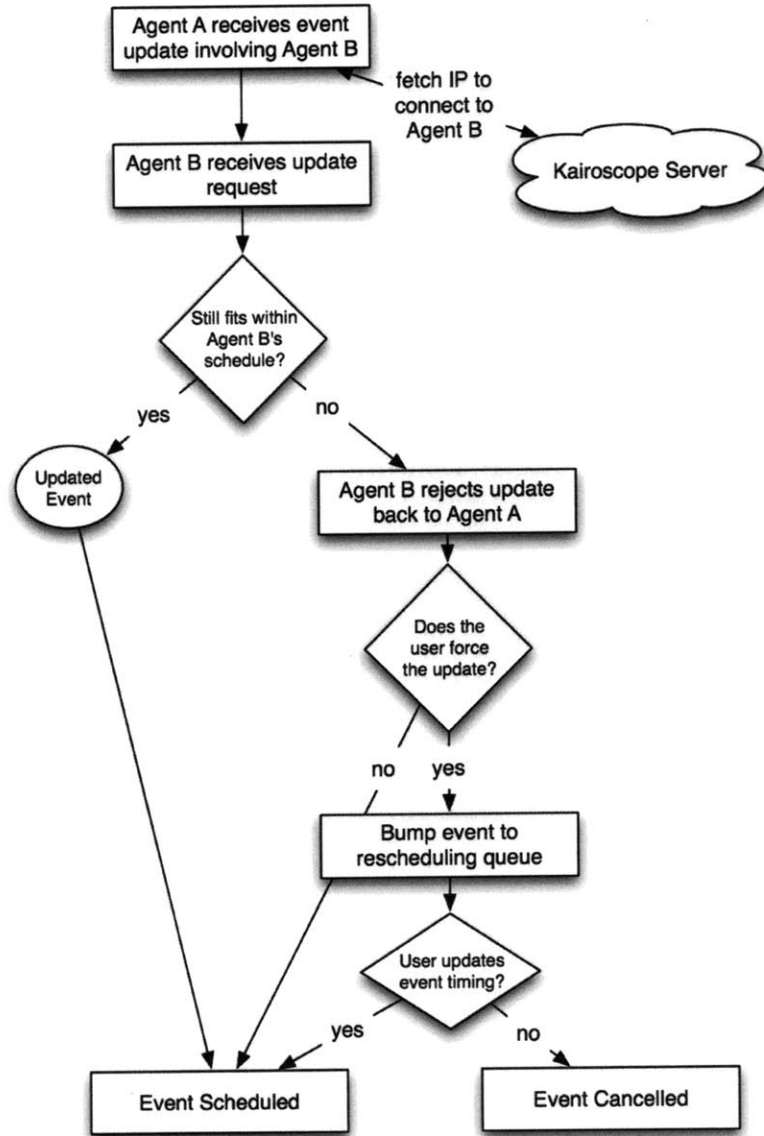 Agent A receives event
update involving Agent B
fetch IP to
connect to
Agent B
Kairoscope Server
Agent B receives update
request
Still fits within
Agent B's
schedule?
yes
no
Updated
Event
Agent B rejects update
back to Agent A
Does the
user force
the update?
no
yes
Bump event to
rescheduling queue
User updates
event timing?
yes
no
Event Scheduled
Event Cancelled